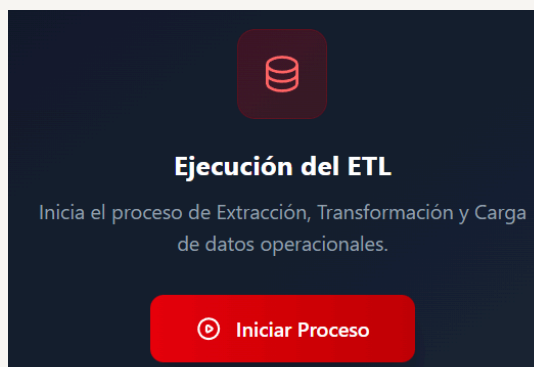 Ejecución del ETL
Inicia el proceso de Extracción, Transformación y Carga
de datos operacionales.
Iniciar Proceso